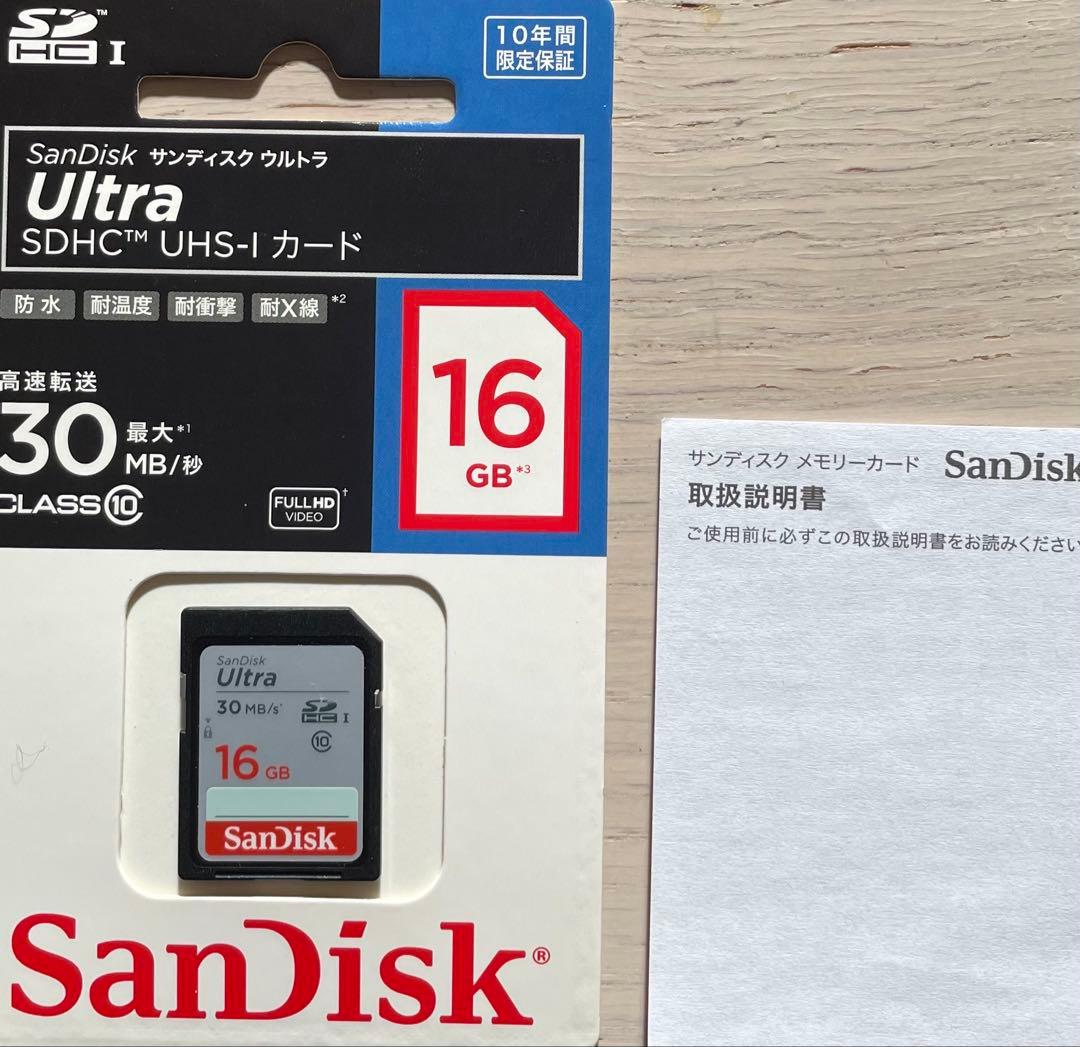 SD™
HC I
10年間
限定保証
SanDisk サンディスク ウルトラ
Ultra
SDHC™ UHS-I カード
防水 耐温度 耐衝撃 耐X線 *2
高速転送
30 最大*1
MB/秒
CLASS 10
FULL HD†
VIDEO
16
GB*3
SanDisk
Ultra
30 MB/s*
SD HC I
10
16 GB
SanDisk
SanDisk®
サンディスク メモリーカード SanDisk
取扱説明書
ご使用前に必ずこの取扱説明書をお読みください